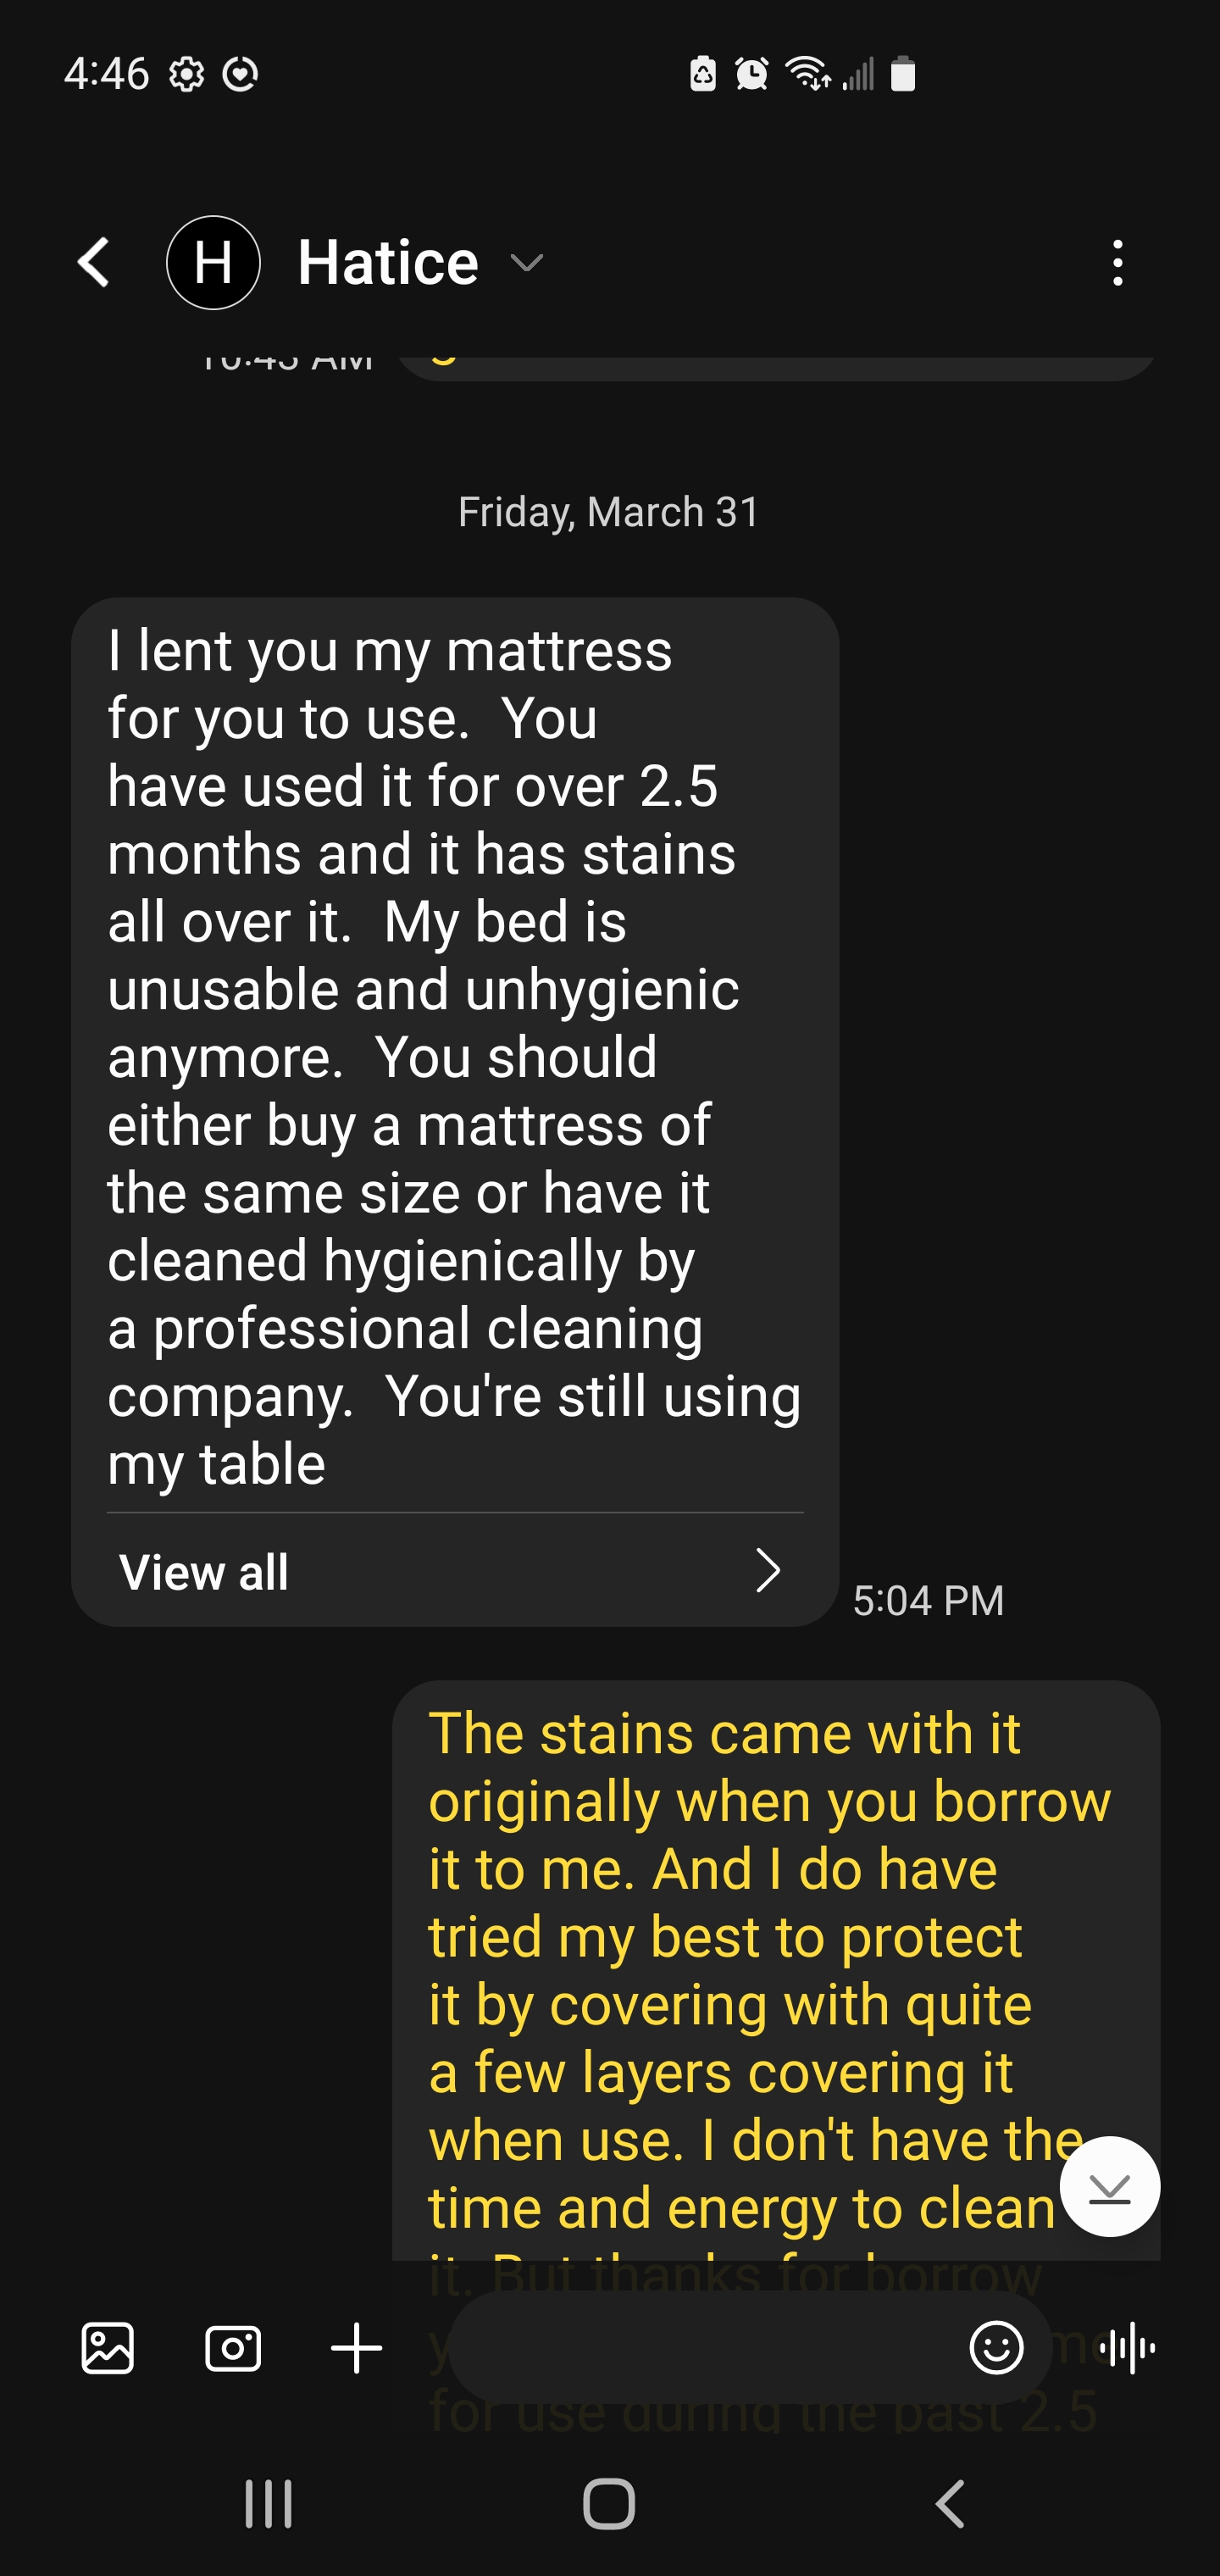 4:46
H Hatice
10:43 AM
Friday, March 31
I lent you my mattress
for you to use. You
have used it for over 2.5
months and it has stains
all over it. My bed is
unusable and unhygienic
anymore. You should
either buy a mattress of
the same size or have it
cleaned hygienically by
a professional cleaning
company. You're still using
my table
View all
5:04 PM
The stains came with it
originally when you borrow
it to me. And I do have
tried my best to protect
it by covering with quite
a few layers covering it
when use. I don't have the
time and energy to clean
it. But thanks for borrow
for use during the past 2.5